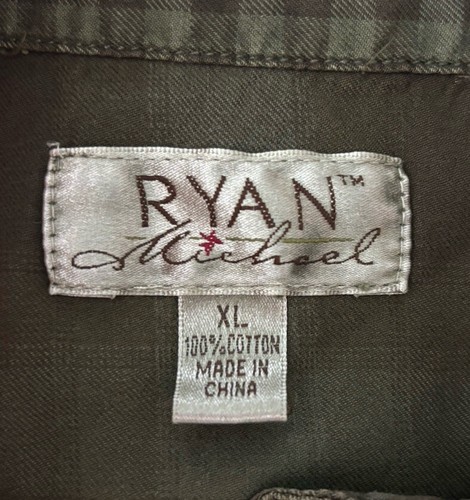 RYAN™
Michael
XL
100% COTTON
MADE IN
CHINA